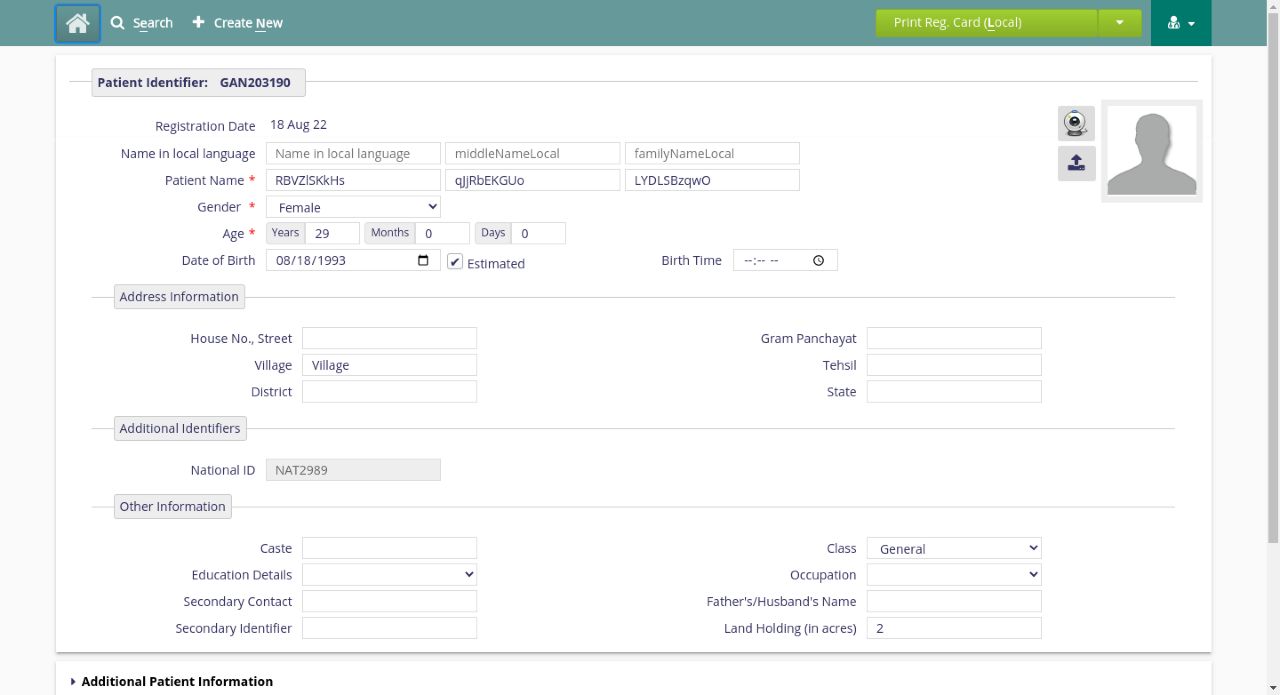 Search
Create New
Print Reg. Card (Local)
Patient Identifier: GAN203190
Registration Date 18 Aug 22
Name in local language Name in local language middleNameLocal familyNameLocal
Patient Name * RBVZlSKkHs qJjRbEKGUo LYDLSBzqwO
Gender * Female
Age * Years 29 Months 0 Days 0
Date of Birth 08/18/1993 Estimated Birth Time --:-- --
Address Information
House No., Street Gram Panchayat
Village Village Tehsil
District State
Additional Identifiers
National ID NAT2989
Other Information
Caste Class General
Education Details Occupation
Secondary Contact Father's/Husband's Name
Secondary Identifier Land Holding (in acres) 2
Additional Patient Information